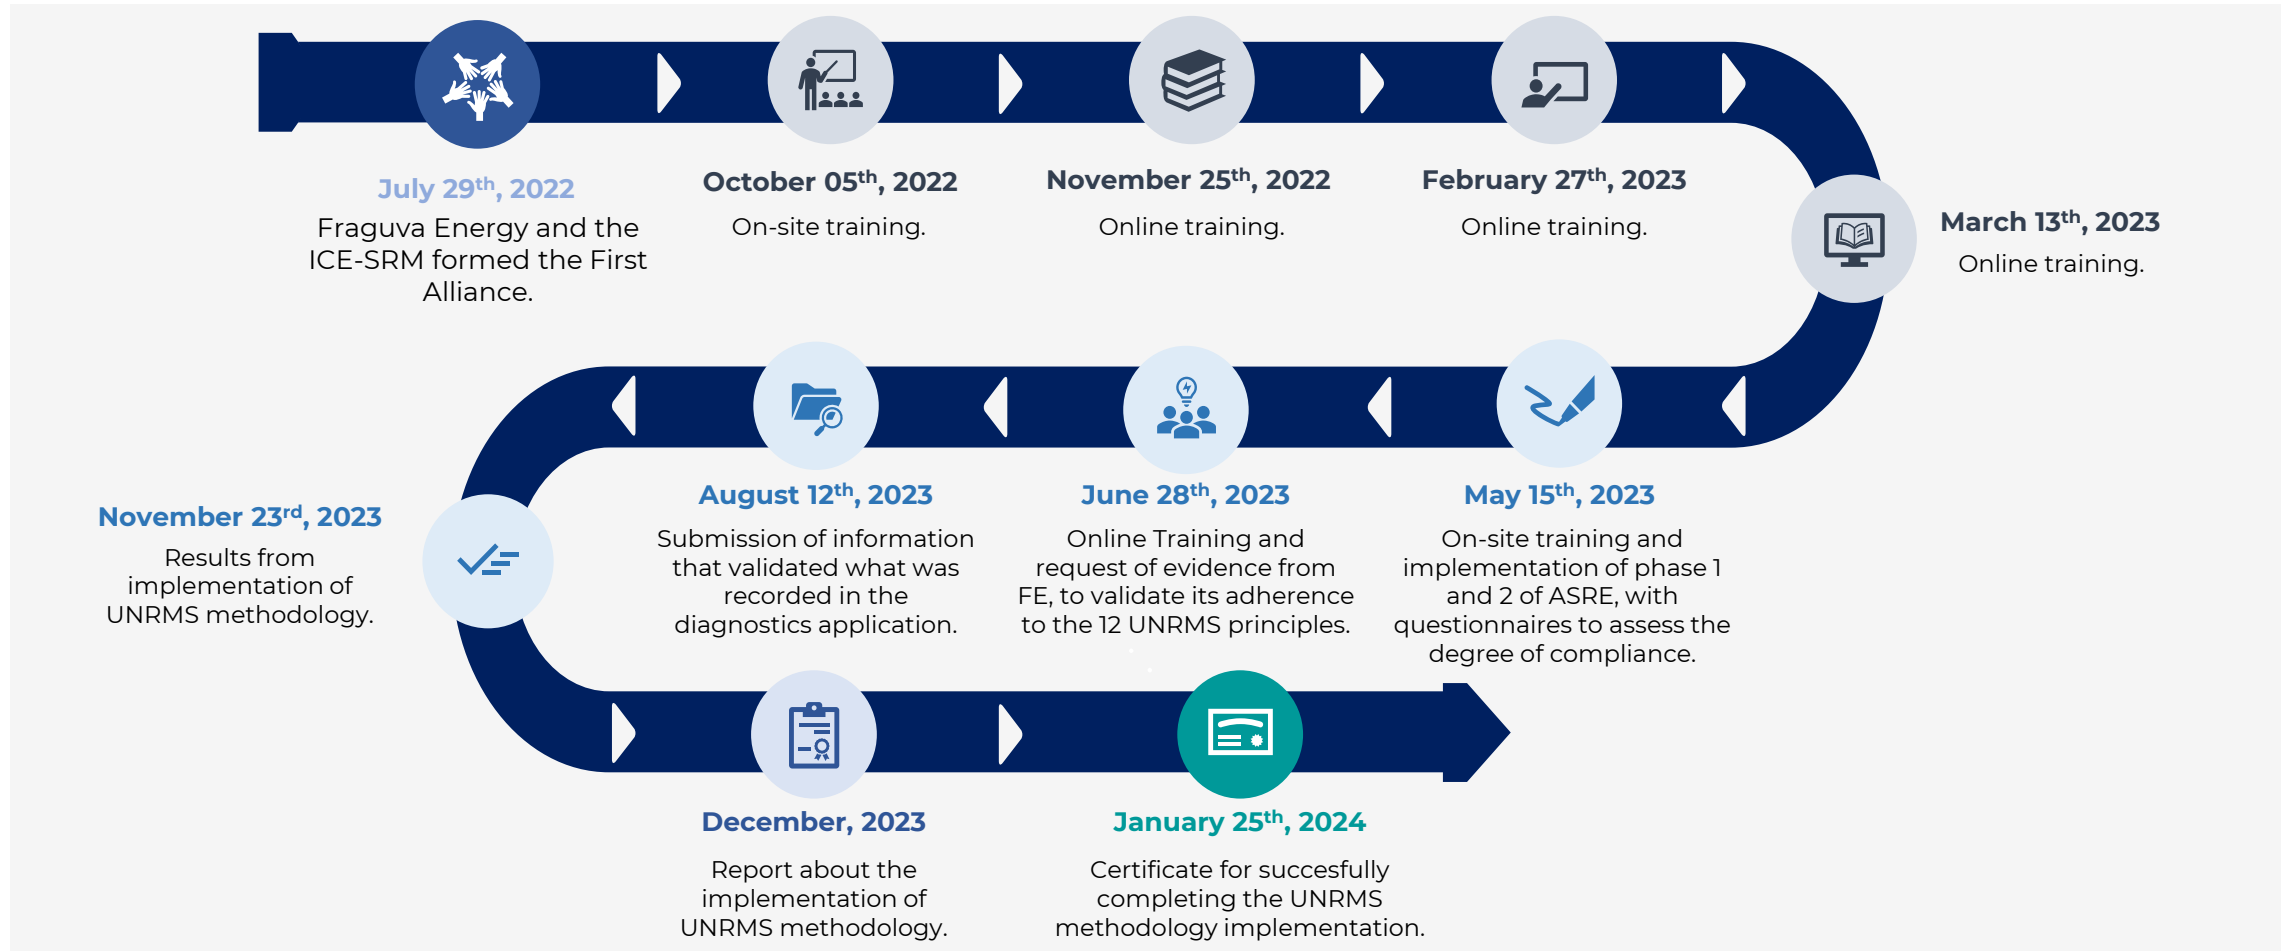 July 29th, 2022
Fraguva Energy and the
ICE-SRM formed the First
Alliance.
October 05th, 2022
On-site training.
November 25th, 2022
Online training.
February 27th, 2023
Online training.
March 13th, 2023
Online training.
May 15th, 2023
On-site training and
implementation of phase 1
and 2 of ASRE, with
questionnaires to assess the
degree of compliance.
June 28th, 2023
Online Training and
request of evidence from
FE, to validate its adherence
to the 12 UNRMS principles.
August 12th, 2023
Submission of information
that validated what was
recorded in the
diagnostics application.
November 23rd, 2023
Results from
implementation of
UNRMS methodology.
December, 2023
Report about the
implementation of
UNRMS methodology.
January 25th, 2024
Certificate for succesfully
completing the UNRMS
methodology implementation.